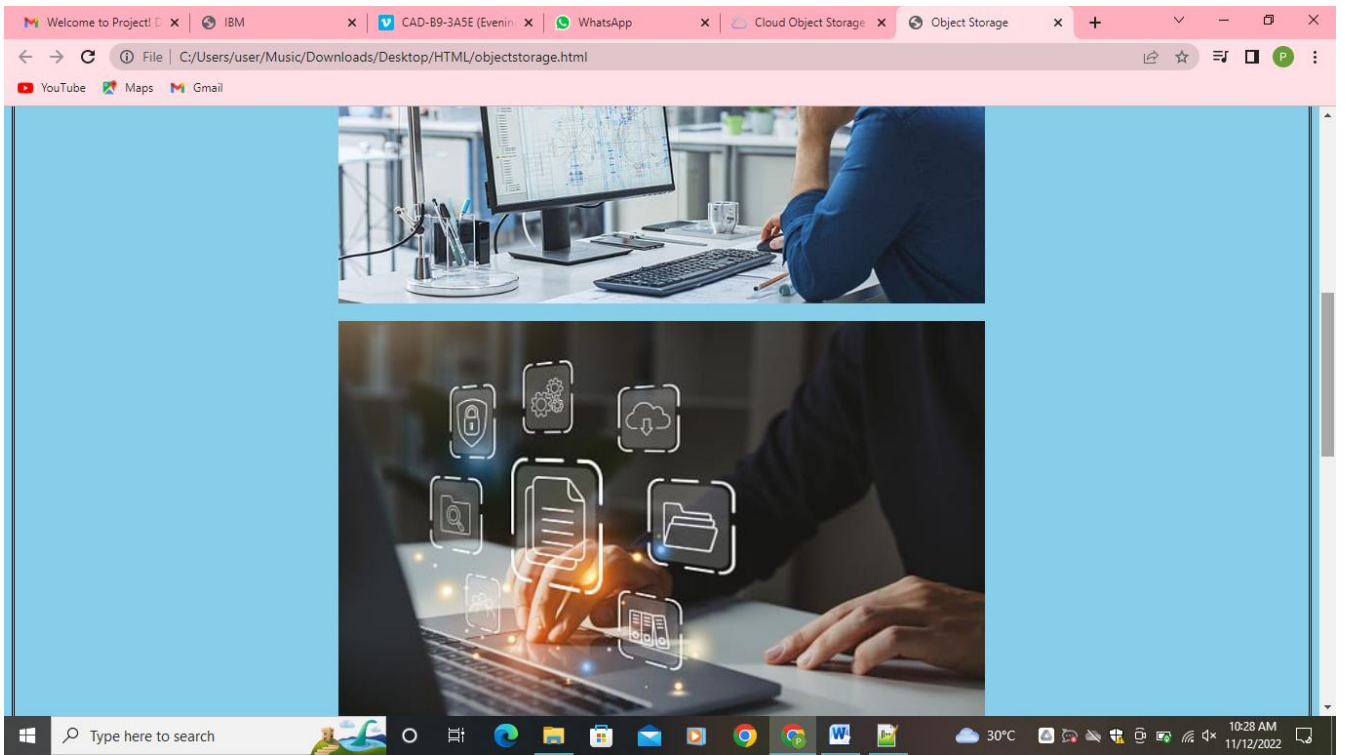 Welcome to Project! D
IBM
CAD-B9-3A5E (Evenin
WhatsApp
Cloud Object Storage
Object Storage
File | C:/Users/user/Music/Downloads/Desktop/HTML/objectstorage.html
P
YouTube
Maps
Gmail
Type here to search
30°C
10:28 AM
11/12/2022